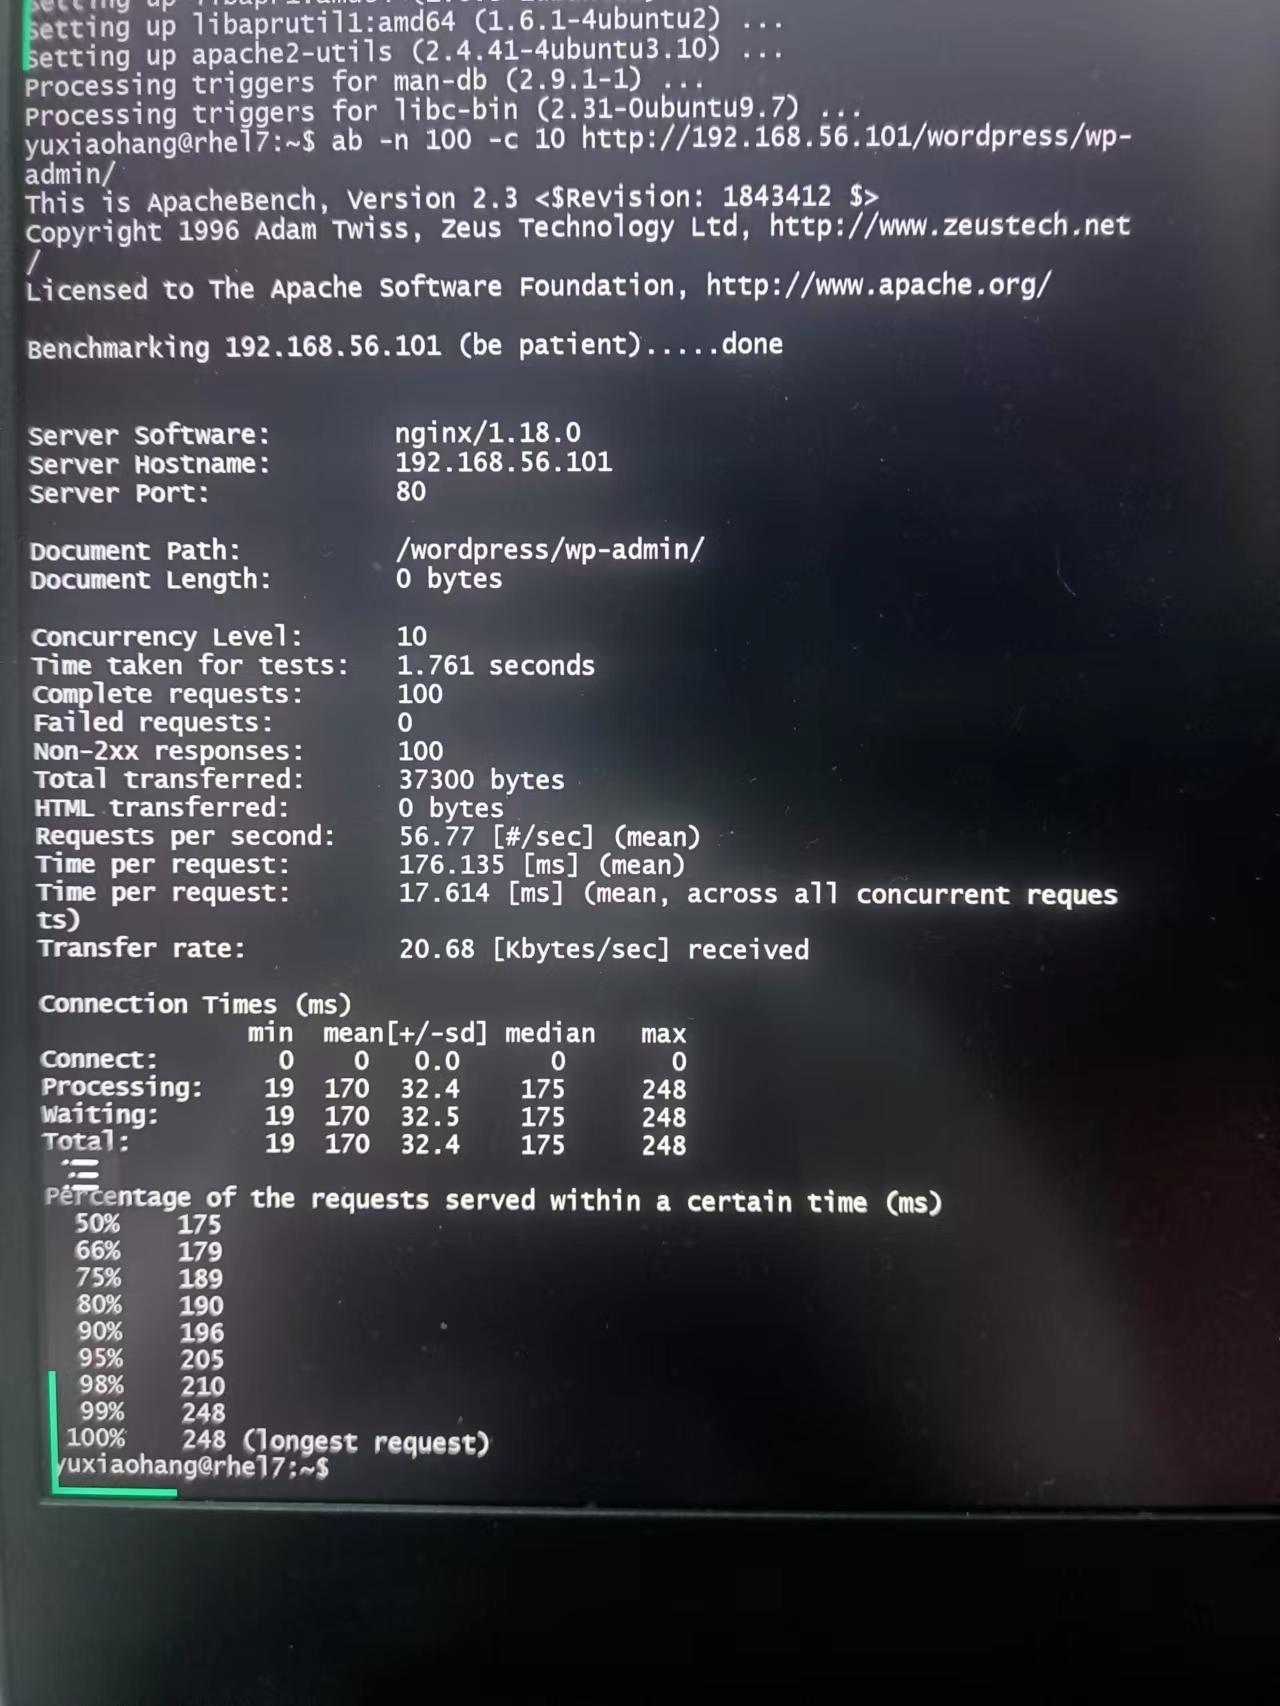 setting up libaprutil1:amd64 (1.6.1-4ubuntu2) ...
setting up apache2-utils (2.4.41-4ubuntu3.10) ...
Processing triggers for man-db (2.9.1-1) ...
Processing triggers for libc-bin (2.31-0ubuntu9.7) ...
yuxiaohang@rhel7:~$ ab -n 100 -c 10 http://192.168.56.101/wordpress/wp-
admin/
This is ApacheBench, Version 2.3 <$Revision: 1843412 $>
Copyright 1996 Adam Twiss, Zeus Technology Ltd, http://www.zeustech.net
/
Licensed to The Apache Software Foundation, http://www.apache.org/
Benchmarking 192.168.56.101 (be patient).....done
Server Software: nginx/1.18.0
Server Hostname: 192.168.56.101
Server Port: 80
Document Path: /wordpress/wp-admin/
Document Length: 0 bytes
Concurrency Level: 10
Time taken for tests: 1.761 seconds
Complete requests: 100
Failed requests: 0
Non-2xx responses: 100
Total transferred: 37300 bytes
HTML transferred: 0 bytes
Requests per second: 56.77 [#/sec] (mean)
Time per request: 176.135 [ms] (mean)
Time per request: 17.614 [ms] (mean, across all concurrent reques
ts)
Transfer rate: 20.68 [Kbytes/sec] received
Connection Times (ms)
min mean[+/-sd] median max
Connect: 0 0 0.0 0 0
Processing: 19 170 32.4 175 248
Waiting: 19 170 32.5 175 248
Total: 19 170 32.4 175 248
Percentage of the requests served within a certain time (ms)
50% 175
66% 179
75% 189
80% 190
90% 196
95% 205
98% 210
99% 248
100% 248 (longest request)
yuxiaohang@rhel7:~$